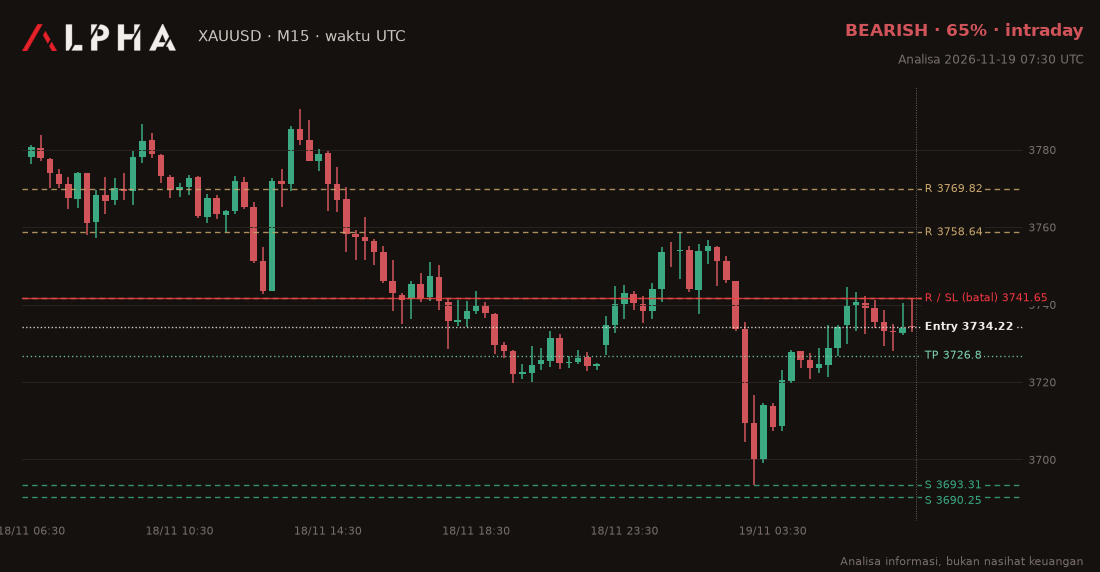 ALPHA XAUUSD · M15 · waktu UTC
BEARISH · 65% · intraday
Analisa 2026-11-19 07:30 UTC
3780
R 3769.82
3760
R 3758.64
R / SL (batal) 3741.65
3740
Entry 3734.22
TP 3726.8
3720
3700
S 3693.31
S 3690.25
18/11 06:30 18/11 10:30 18/11 14:30 18/11 18:30 18/11 23:30 19/11 03:30
Analisa informasi, bukan nasihat keuangan